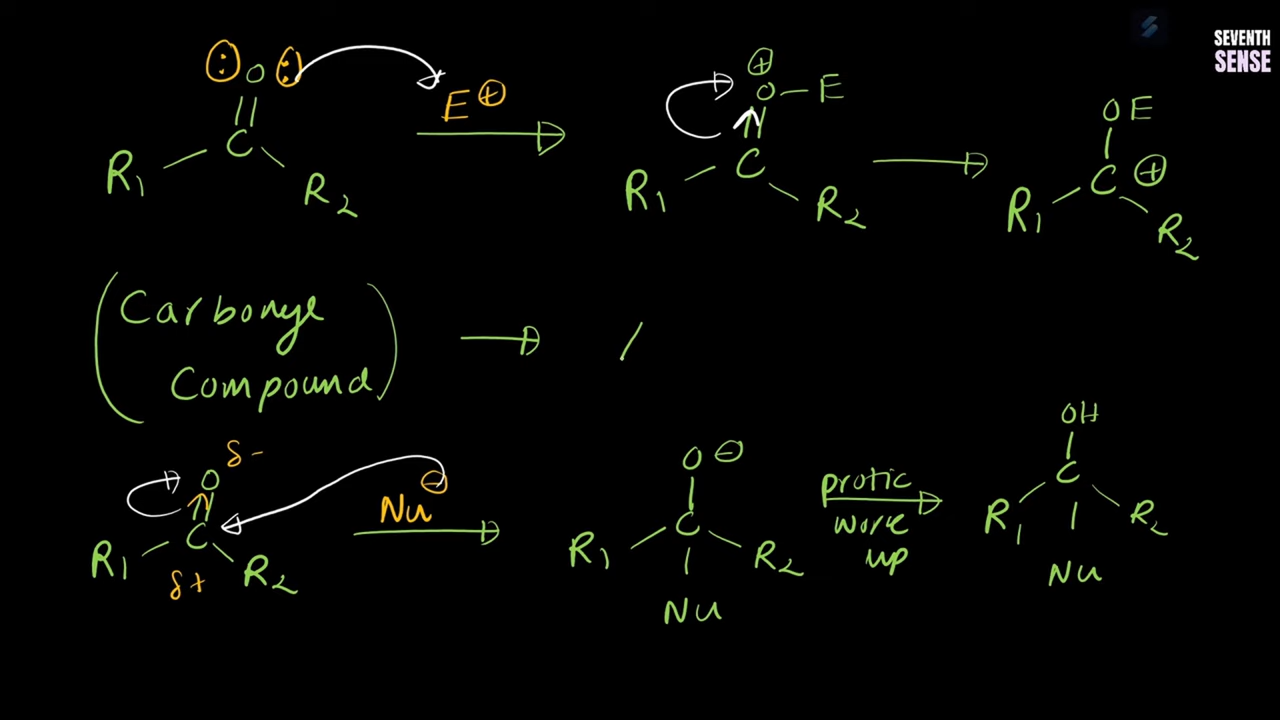 SEVENTH
SENSE
:O:
||
C
R1
R2
E⊕
⊕
O—E
||
C
R1
R2
OE
C⊕
R1
R2
(Carbonyl
Compound)
δ-
O
C
R1
R2
δ+
Nu⊖
O⊖
C
R1
R2
Nu
protic
work
up
OH
C
R1
R2
Nu